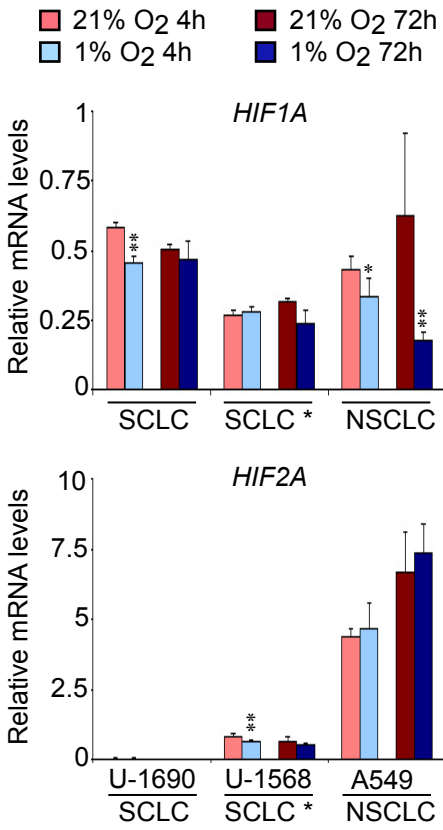 21% O2 4h 21% O2 72h
1% O2 4h 1% O2 72h
HIF1A
Relative mRNA levels
1
0.75
0.5
0.25
0
**
*
**
SCLC SCLC * NSCLC
HIF2A
Relative mRNA levels
10
7.5
5
2.5
0
**
U-1690 U-1568 A549
SCLC SCLC * NSCLC